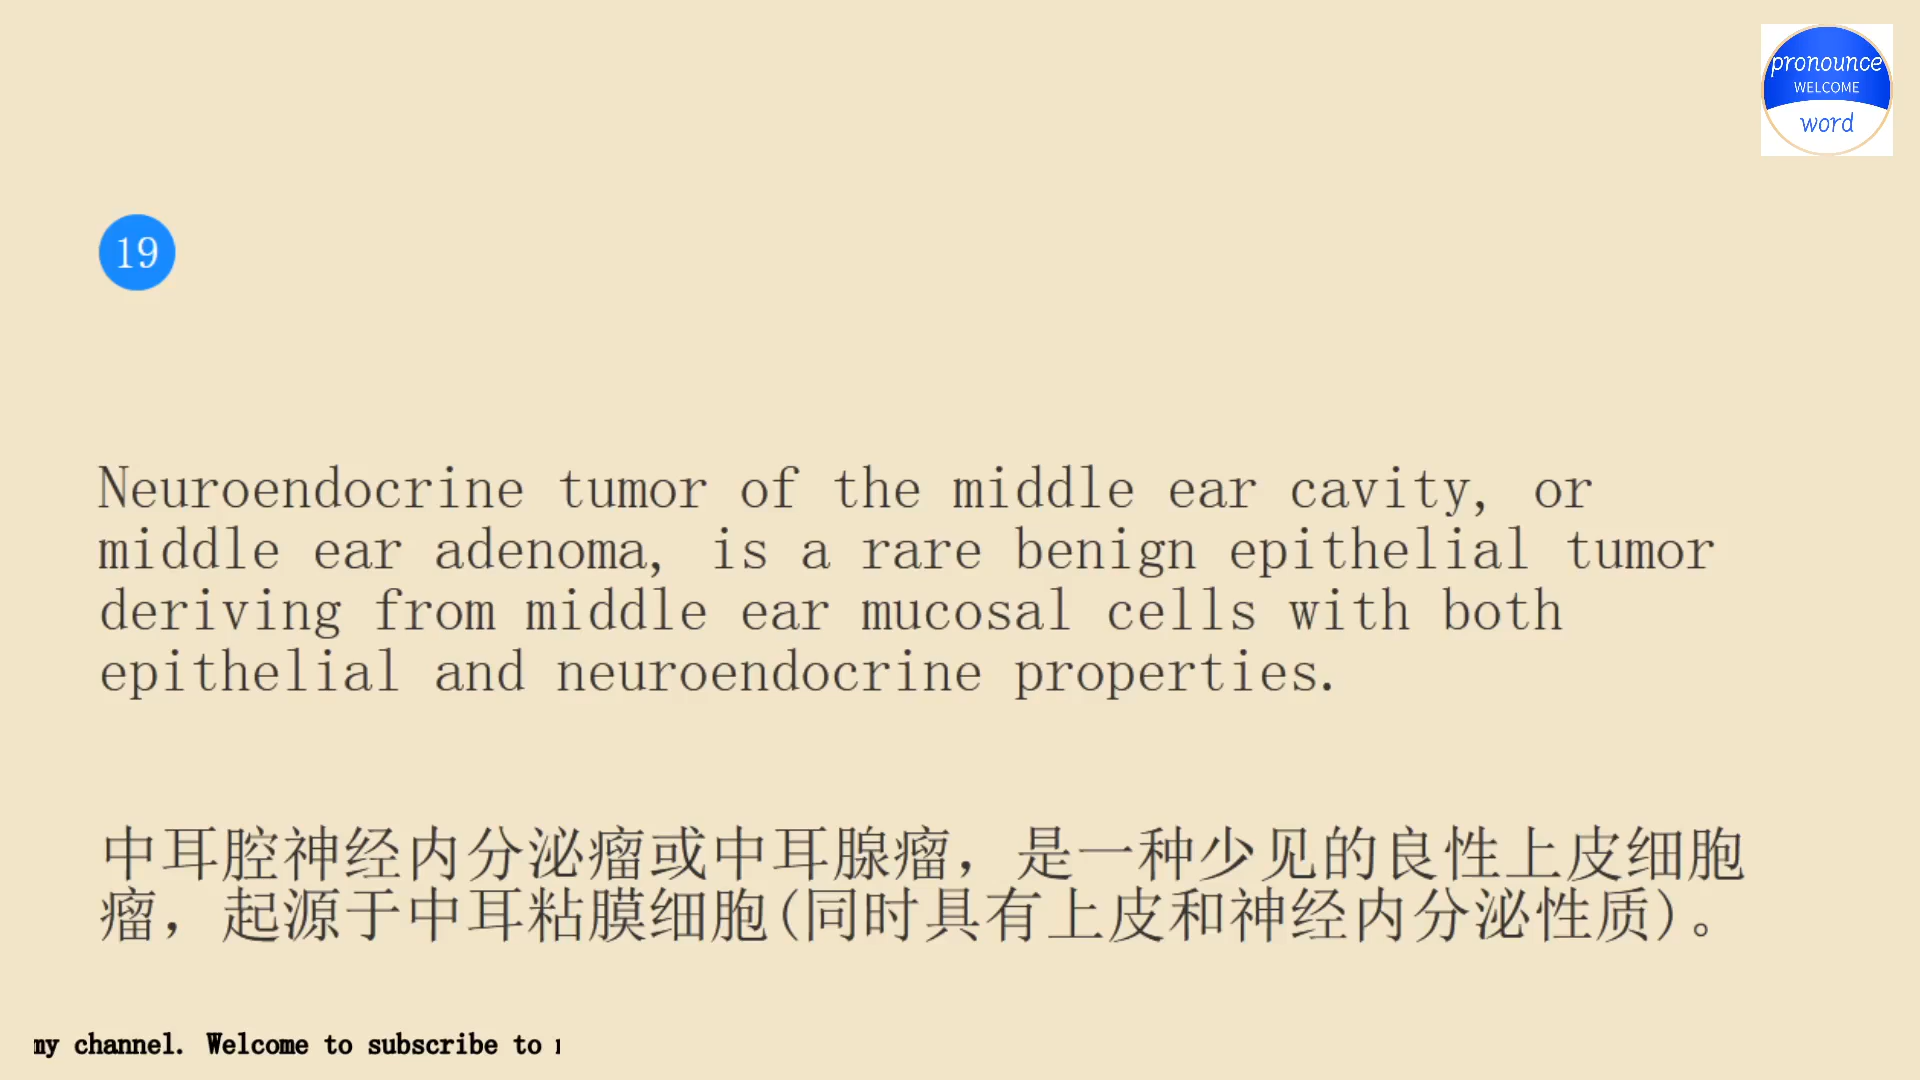 pronounce
WELCOME
word
19
Neuroendocrine tumor of the middle ear cavity, or
middle ear adenoma, is a rare benign epithelial tumor
deriving from middle ear mucosal cells with both
epithelial and neuroendocrine properties.
中耳腔神经内分泌瘤或中耳腺瘤，是一种少见的良性上皮细胞
瘤，起源于中耳粘膜细胞(同时具有上皮和神经内分泌性质)。
my channel. Welcome to subscribe to